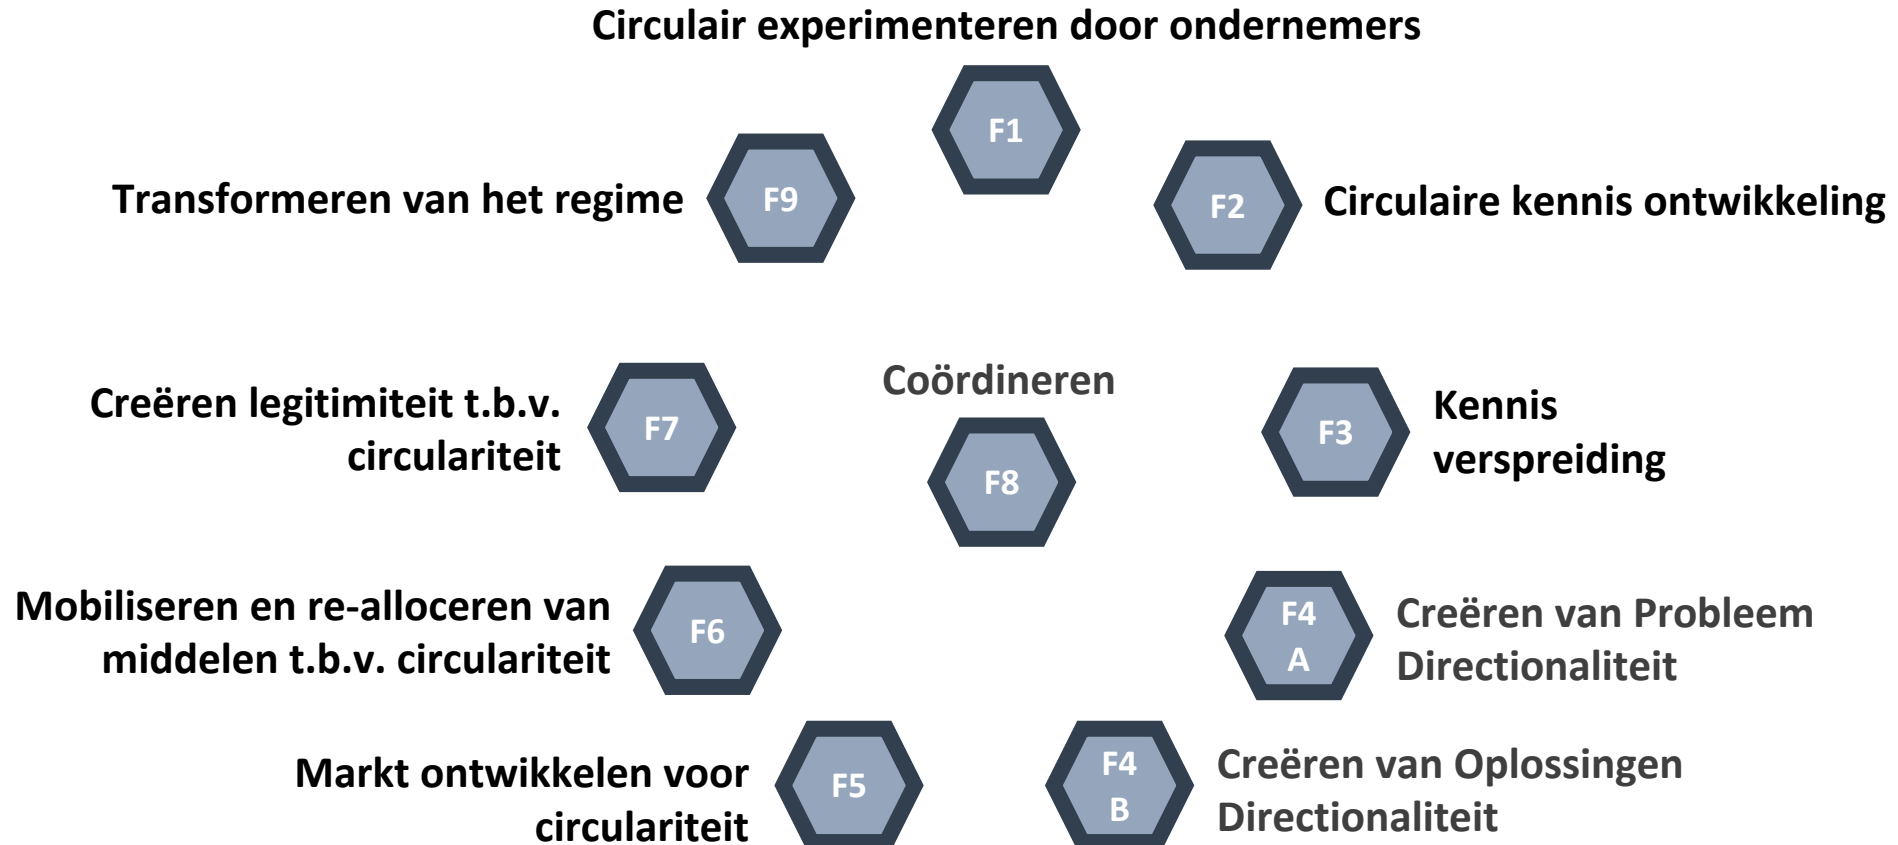 Circulair experimenteren door ondernemers
F1
Transformeren van het regime
F9
F2
Circulaire kennis ontwikkeling
Creëren legitimiteit t.b.v.
circulariteit
F7
Coördineren
F8
F3
Kennis
verspreiding
Mobiliseren en re-alloceren van
middelen t.b.v. circulariteit
F6
F4
A
Creëren van Probleem
Directionaliteit
Markt ontwikkelen voor
circulariteit
F5
F4
B
Creëren van Oplossingen
Directionaliteit